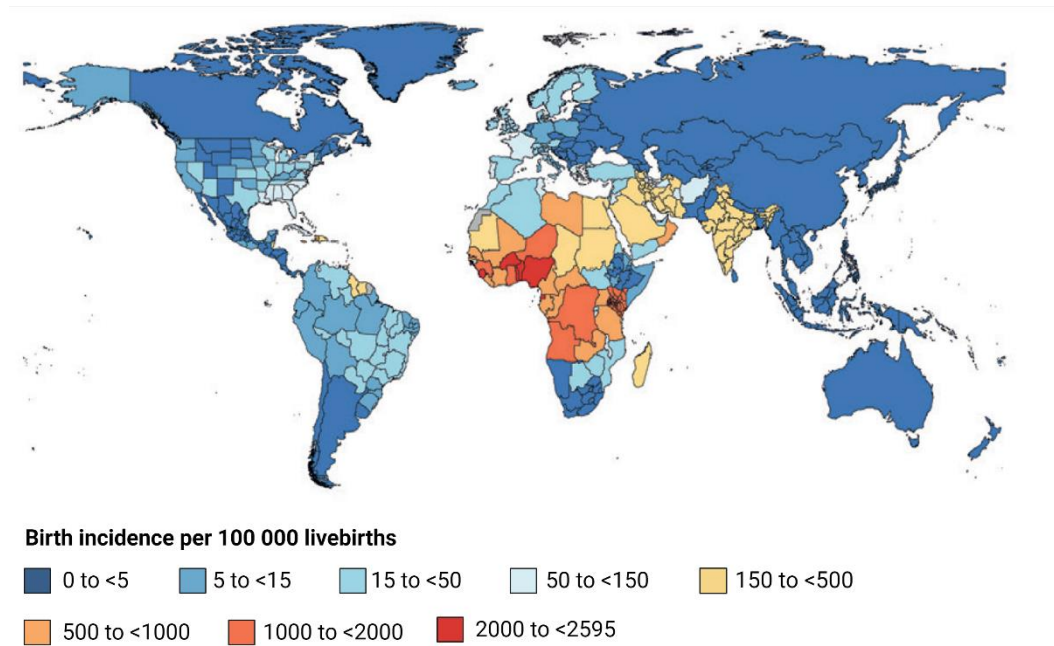 Birth incidence per 100 000 livebirths
0 to <5 5 to <15 15 to <50 50 to <150 150 to <500
500 to <1000 1000 to <2000 2000 to <2595